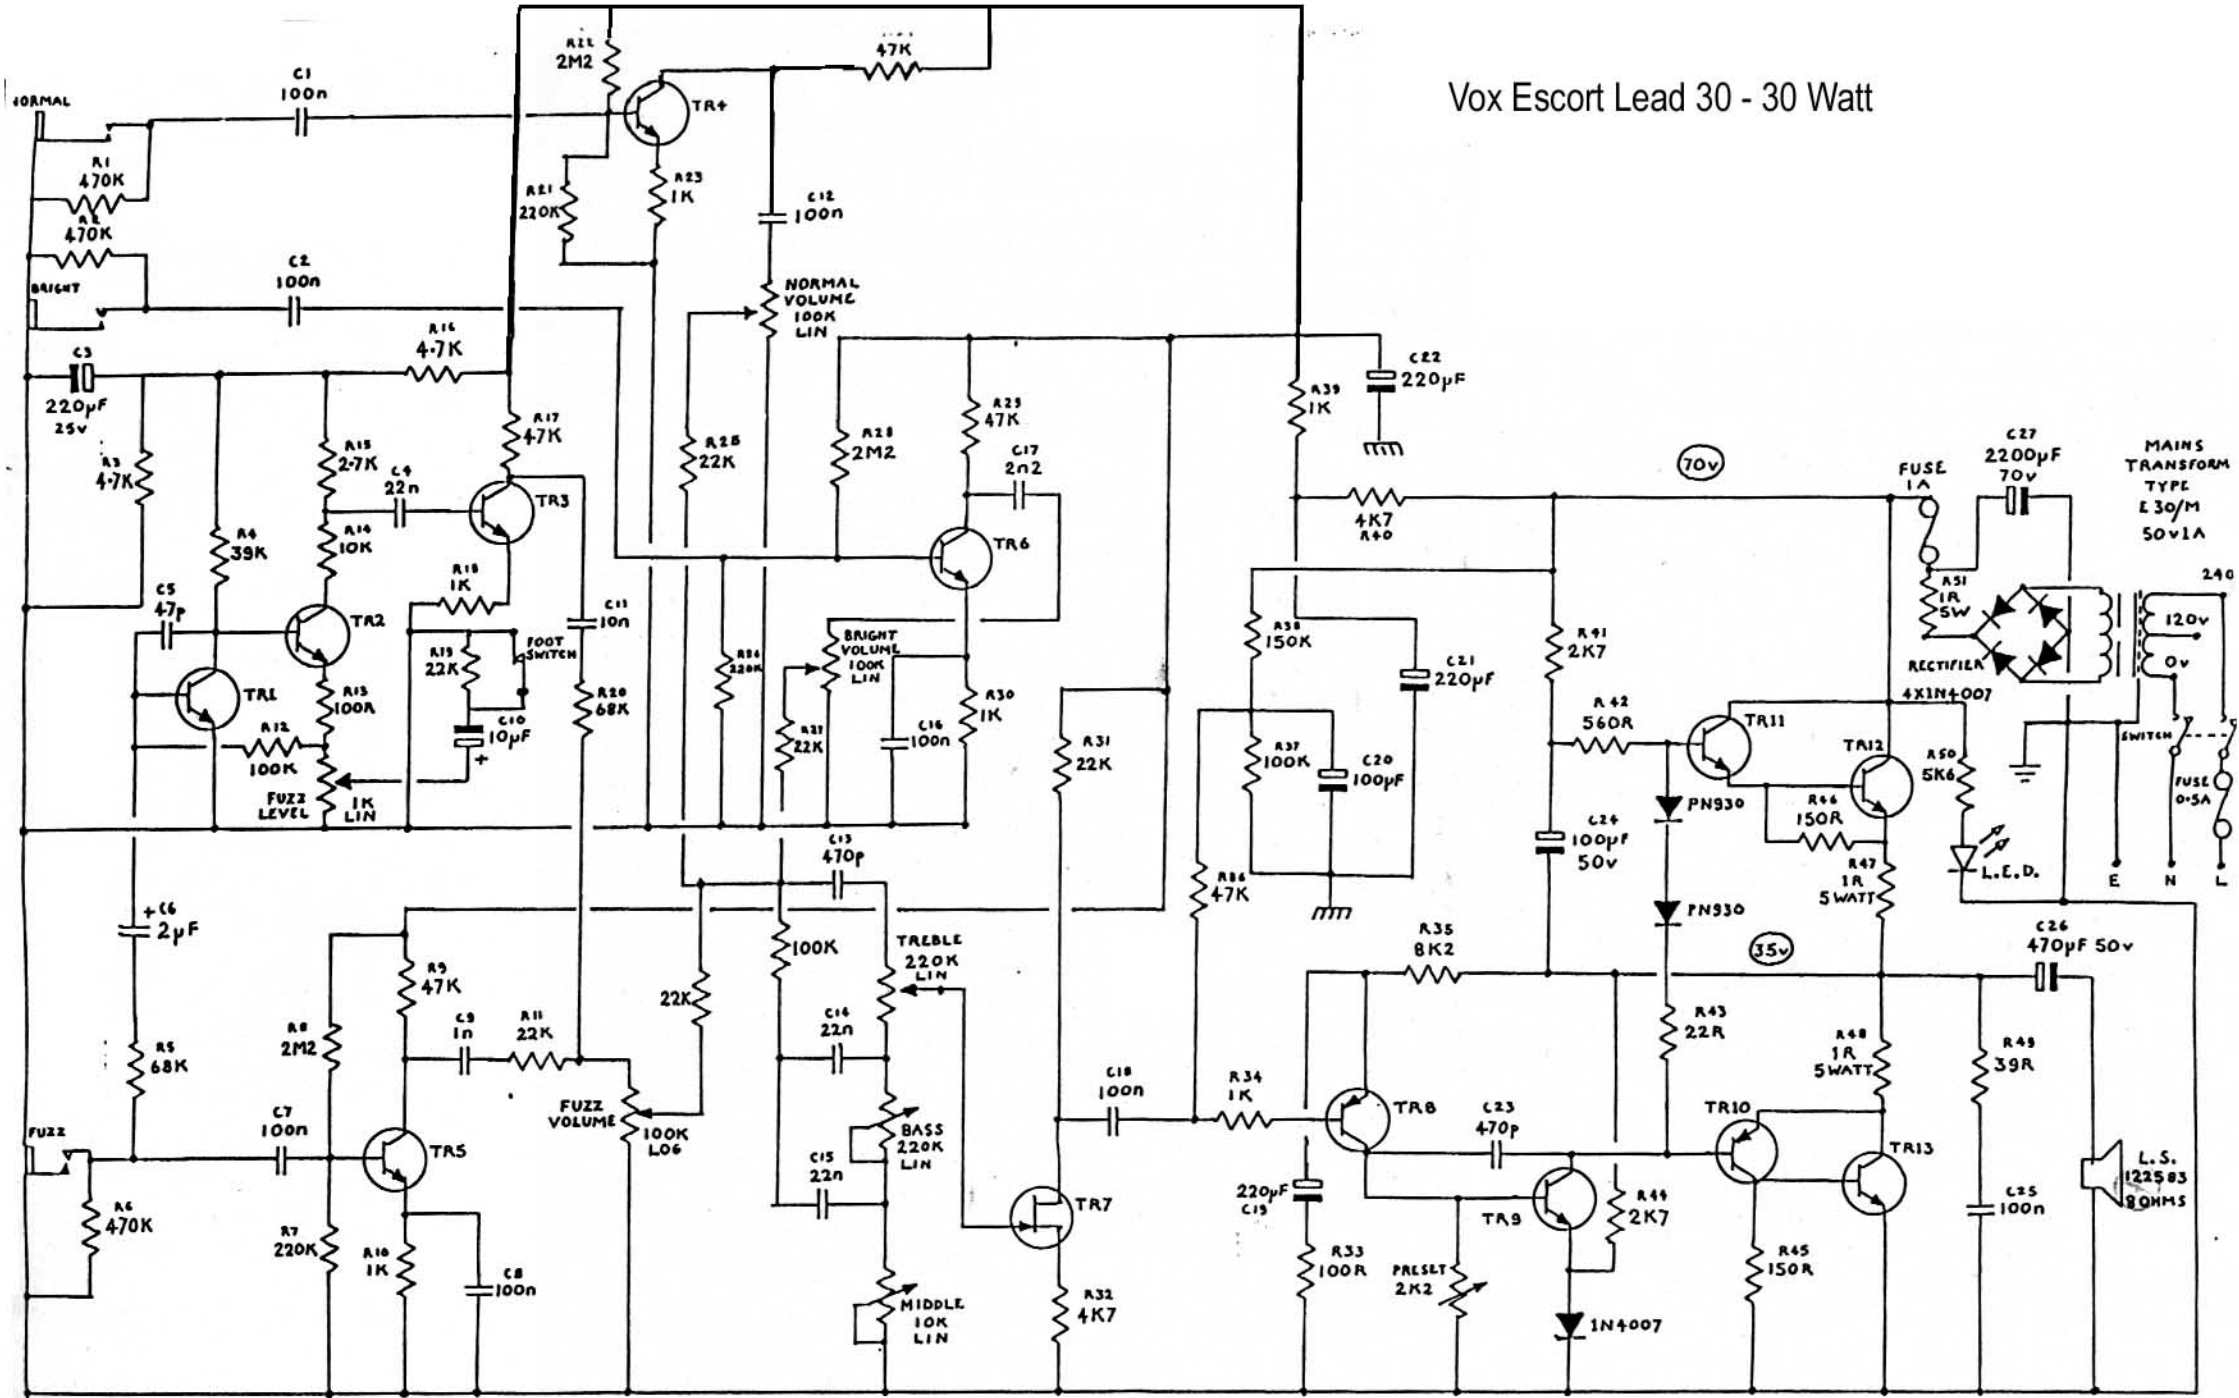 Vox Escort Lead 30 - 30 Watt
R22
2M2
47K
C1
100n
TR4
R1
470K
R2
470K
R21
220K
R23
1K
C12
100n
C2
100n
BRIGHT
NORMAL
VOLUME
100K
LIN
R16
4.7K
C3
220µF
25v
R17
47K
R3
4.7K
R15
2.7K
C4
22n
TR3
R14
10K
R4
39K
R18
1K
C5
47p
TR2
FOOT
SWITCH
R19
22K
C11
10n
TR1
R13
100R
R12
100K
C10
10µF
+
R20
68K
FUZZ
LEVEL
1K
LIN
R25
22K
R28
2M2
R29
47K
C17
2n2
TR6
220K
BRIGHT
VOLUME
100K
LIN
R27
22K
C16
100n
R30
1K
R31
22K
C22
220µF
R39
1K
4K7
R40
70v
FUSE
1A
C27
2200µF
70v
MAINS
TRANSFORM
TYPE
E30/M
50v1A
240
120v
0v
R51
1R
5W
RECTIFIER
4X1N4007
SWITCH
FUSE
0.5A
E
N
L
R38
150K
R41
2K7
C21
220µF
R42
560R
TR11
TR12
R50
5K6
R37
100K
C20
100µF
PN930
R46
150R
C24
100µF
50v
L.E.D.
R47
1R
5WATT
R36
47K
PN930
+ C6
2µF
C13
470p
100K
TREBLE
220K
LIN
R35
8K2
35v
C26
470µF 50v
R9
47K
22K
C14
22n
R43
22R
R8
2M2
C9
1n
R11
22K
R5
68K
C18
100n
R34
1K
R48
1R
5WATT
R49
39R
FUZZ
C7
100n
FUZZ
VOLUME
100K
LOG
BASS
220K
LIN
TR8
C23
470p
TR10
TR13
TR5
C15
22n
L.S.
122583
8OHMS
R6
470K
R7
220K
R10
1K
C8
100n
TR7
220µF
C19
TR9
R44
2K7
C25
100n
R33
100R
PRESET
2K2
R45
150R
MIDDLE
10K
LIN
R32
4K7
1N4007